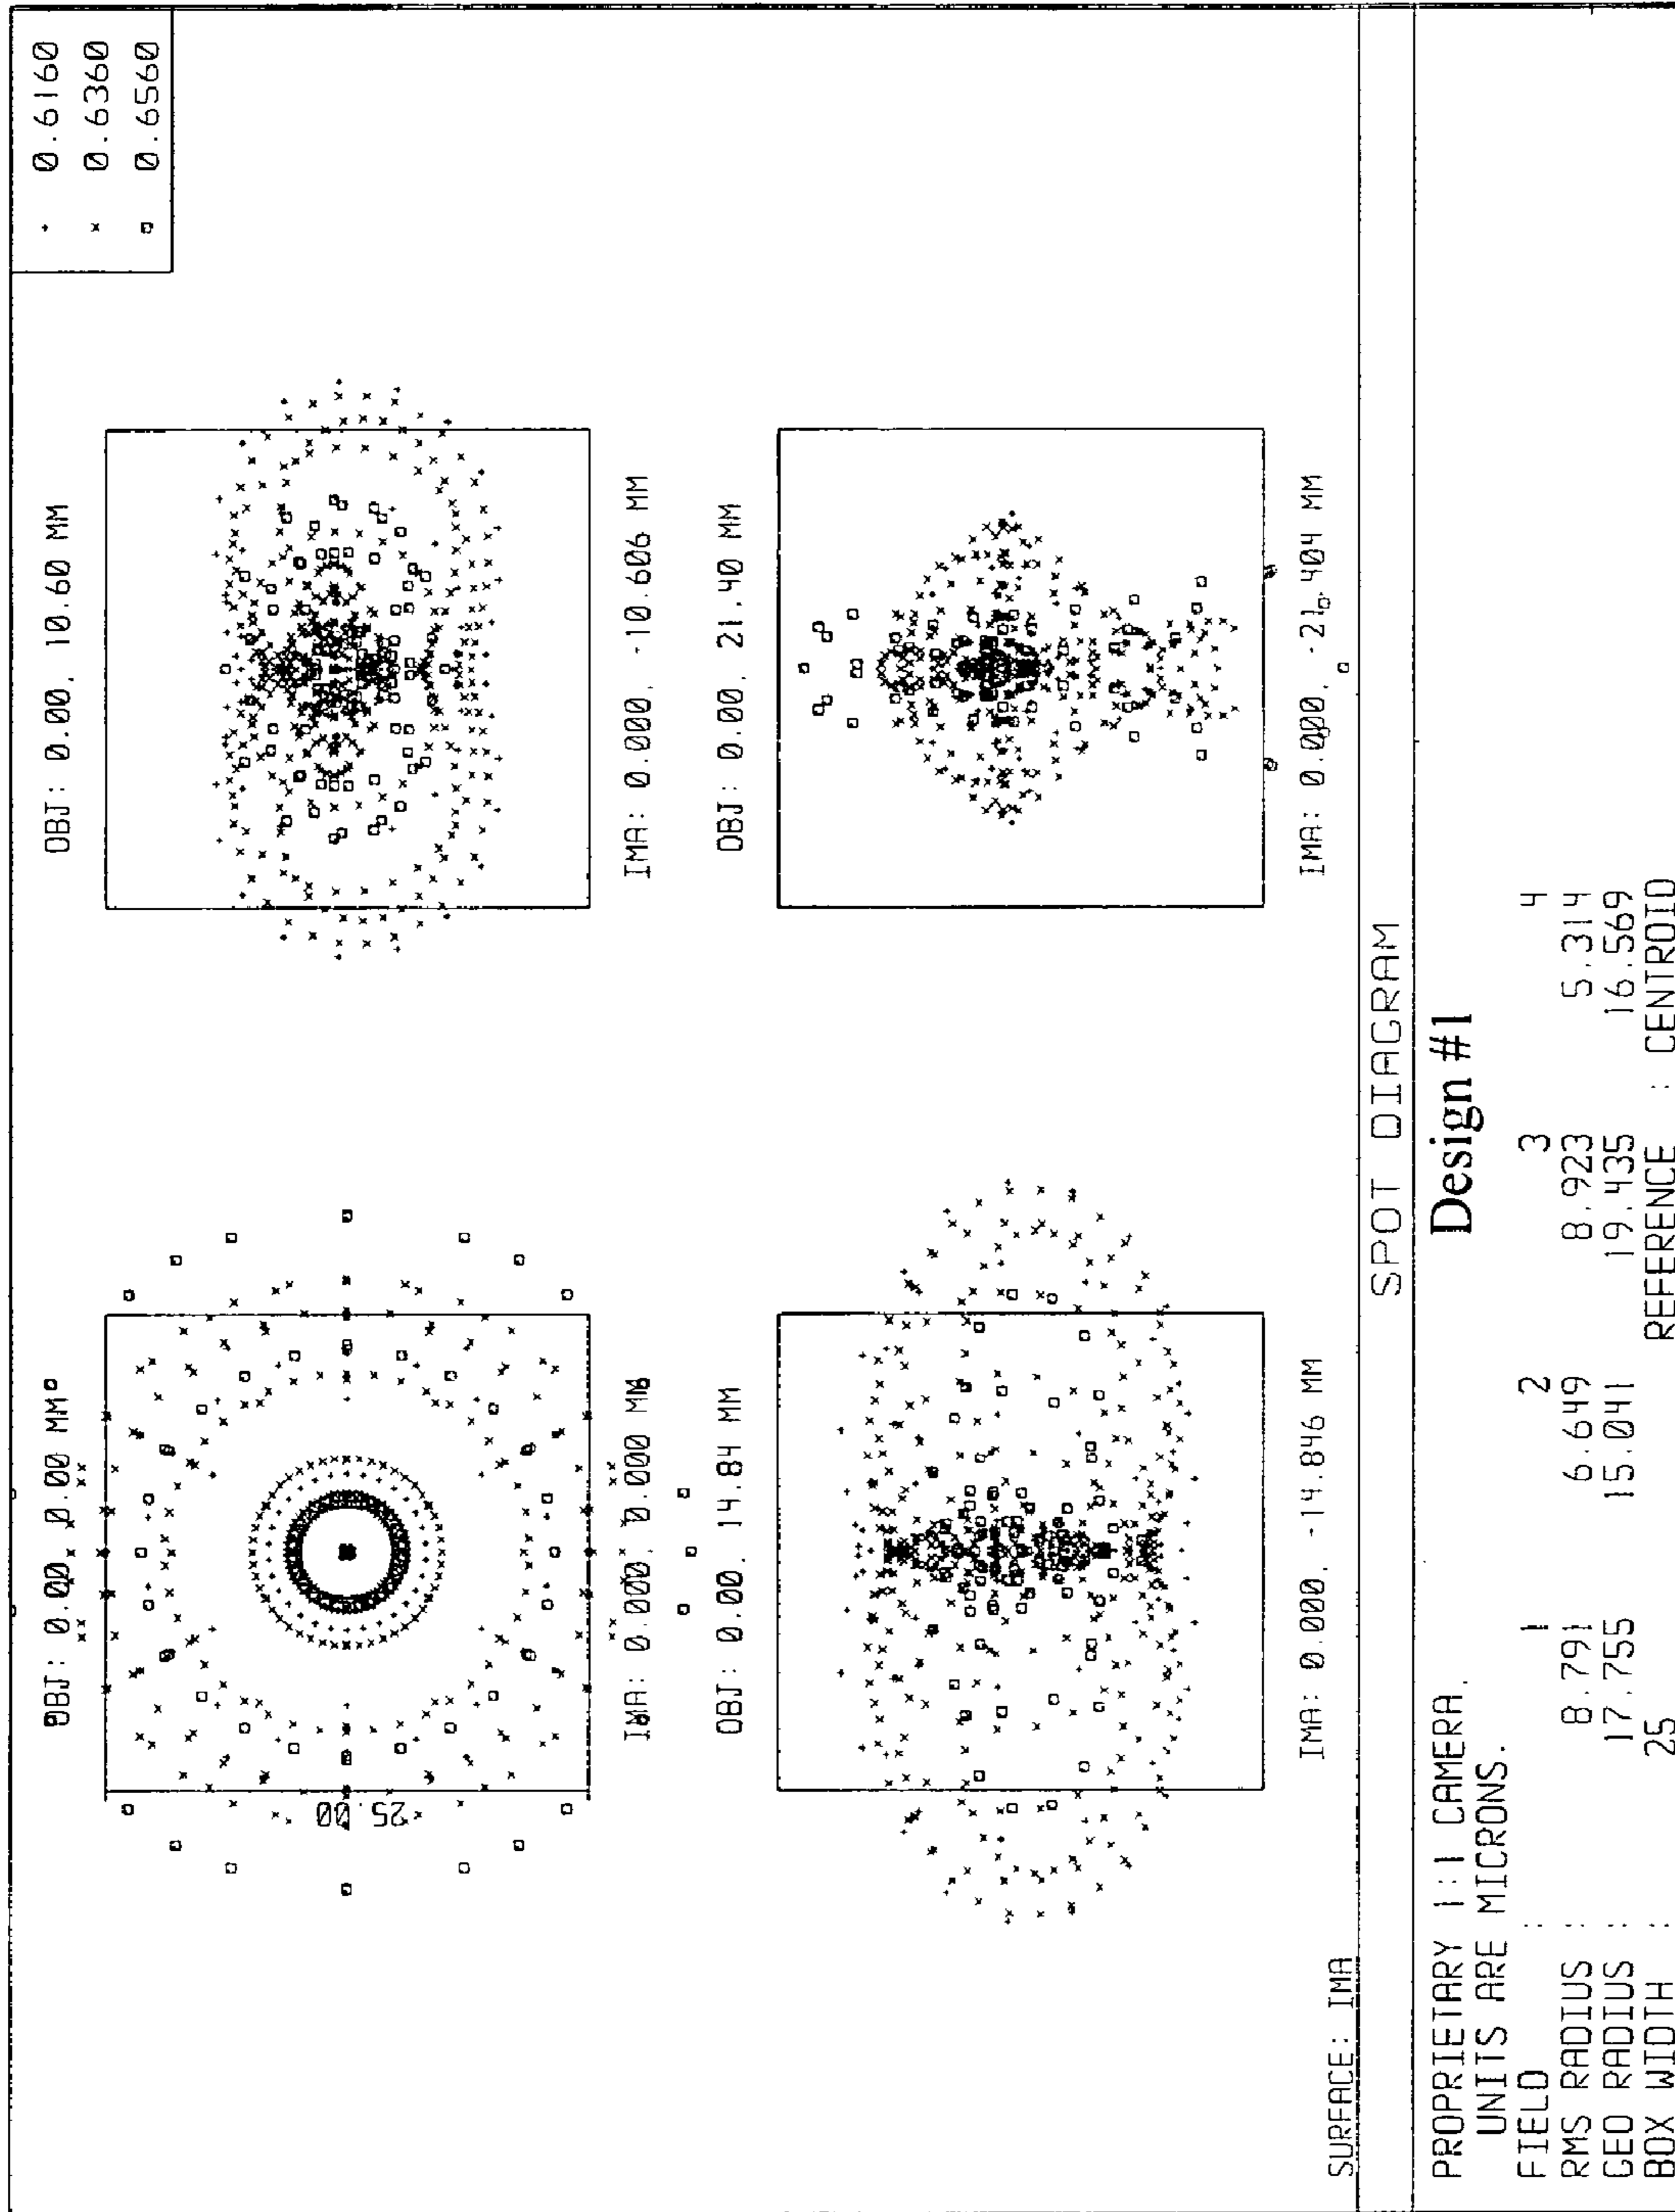 + 0.6160
× 0.6360
□ 0.6560
OBJ: 0.00, 0.00 MM
OBJ: 0.00, 10.60 MM
25.00
IMA: 0.000, 0.000 MM
IMA: 0.000, -10.606 MM
OBJ: 0.00, 14.84 MM
OBJ: 0.00, 21.40 MM
IMA: 0.000, -14.846 MM
IMA: 0.000, -21.404 MM
SURFACE: IMA
SPOT DIAGRAM
Design #1
PROPRIETARY 1:1 CAMERA.
UNITS ARE MICRONS.
FIELD : 1 2 3 4
RMS RADIUS : 8.791 6.649 8.923 5.314
GEO RADIUS : 17.755 15.041 19.435 16.569
BOX WIDTH : 25 REFERENCE : CENTROID